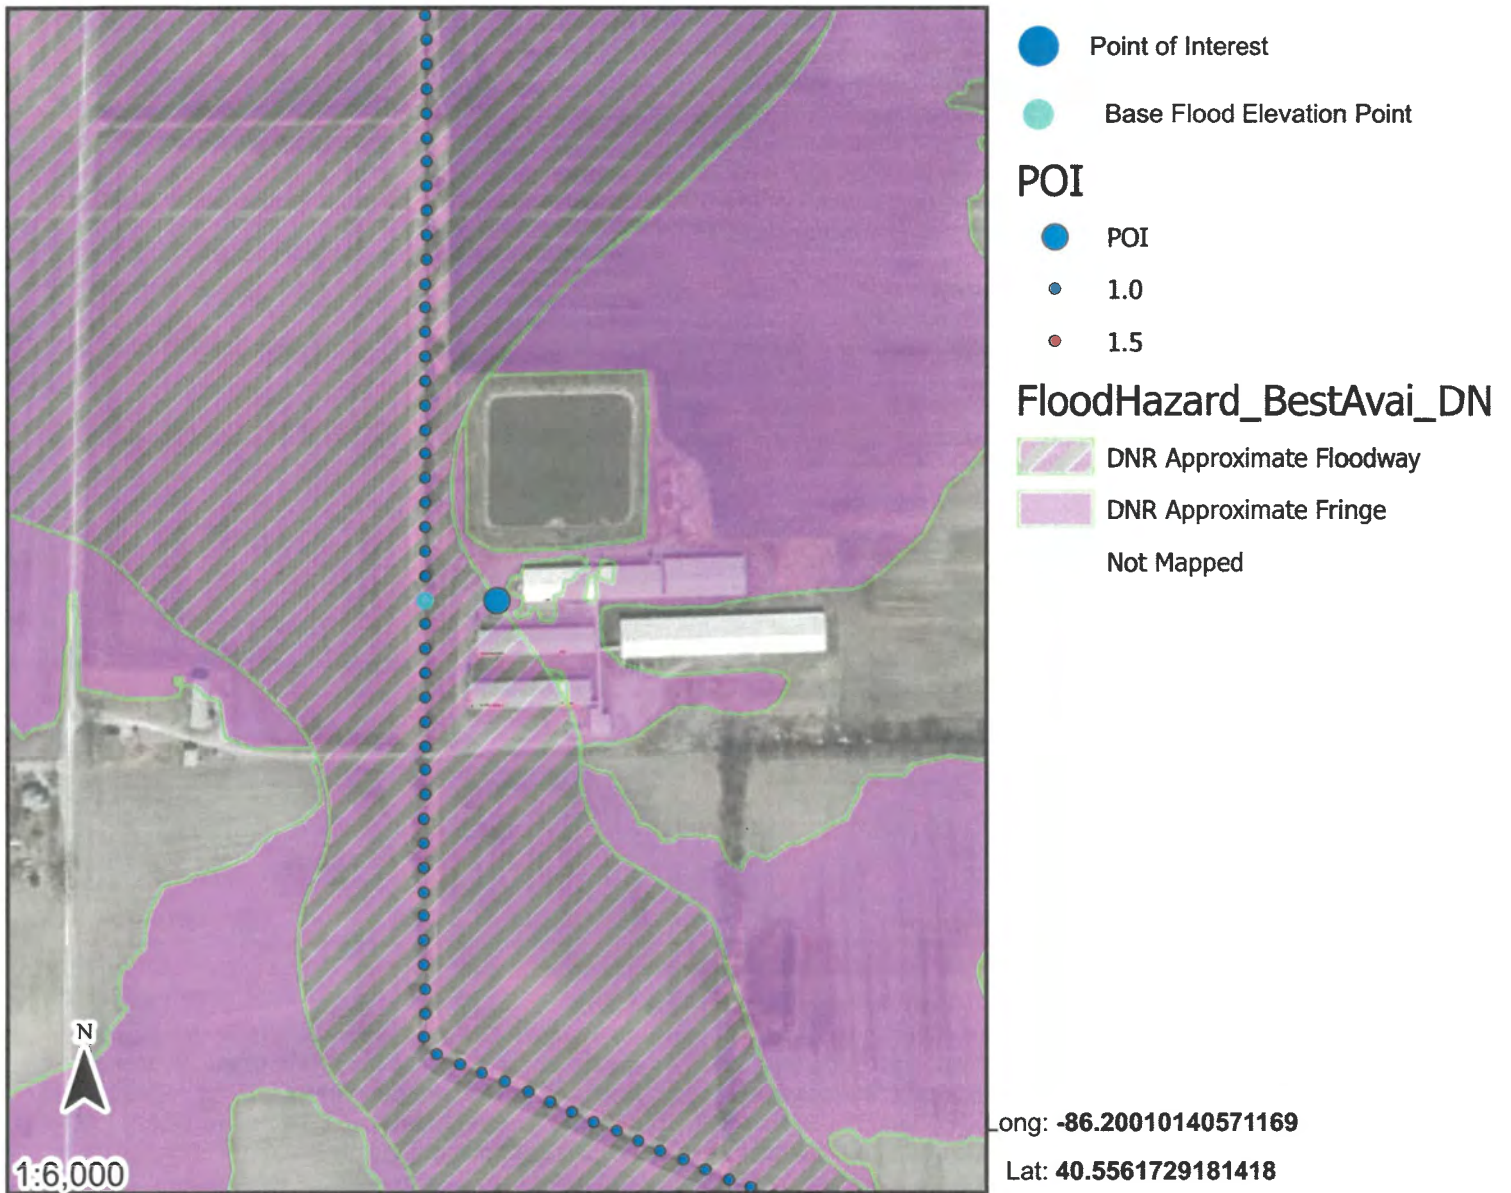 Point of Interest
Base Flood Elevation Point
POI
POI
1.0
1.5
FloodHazard_BestAvai_DN
DNR Approximate Floodway
DNR Approximate Fringe
Not Mapped
N
1:6,000
Long: -86.20010140571169
Lat: 40.5561729181418